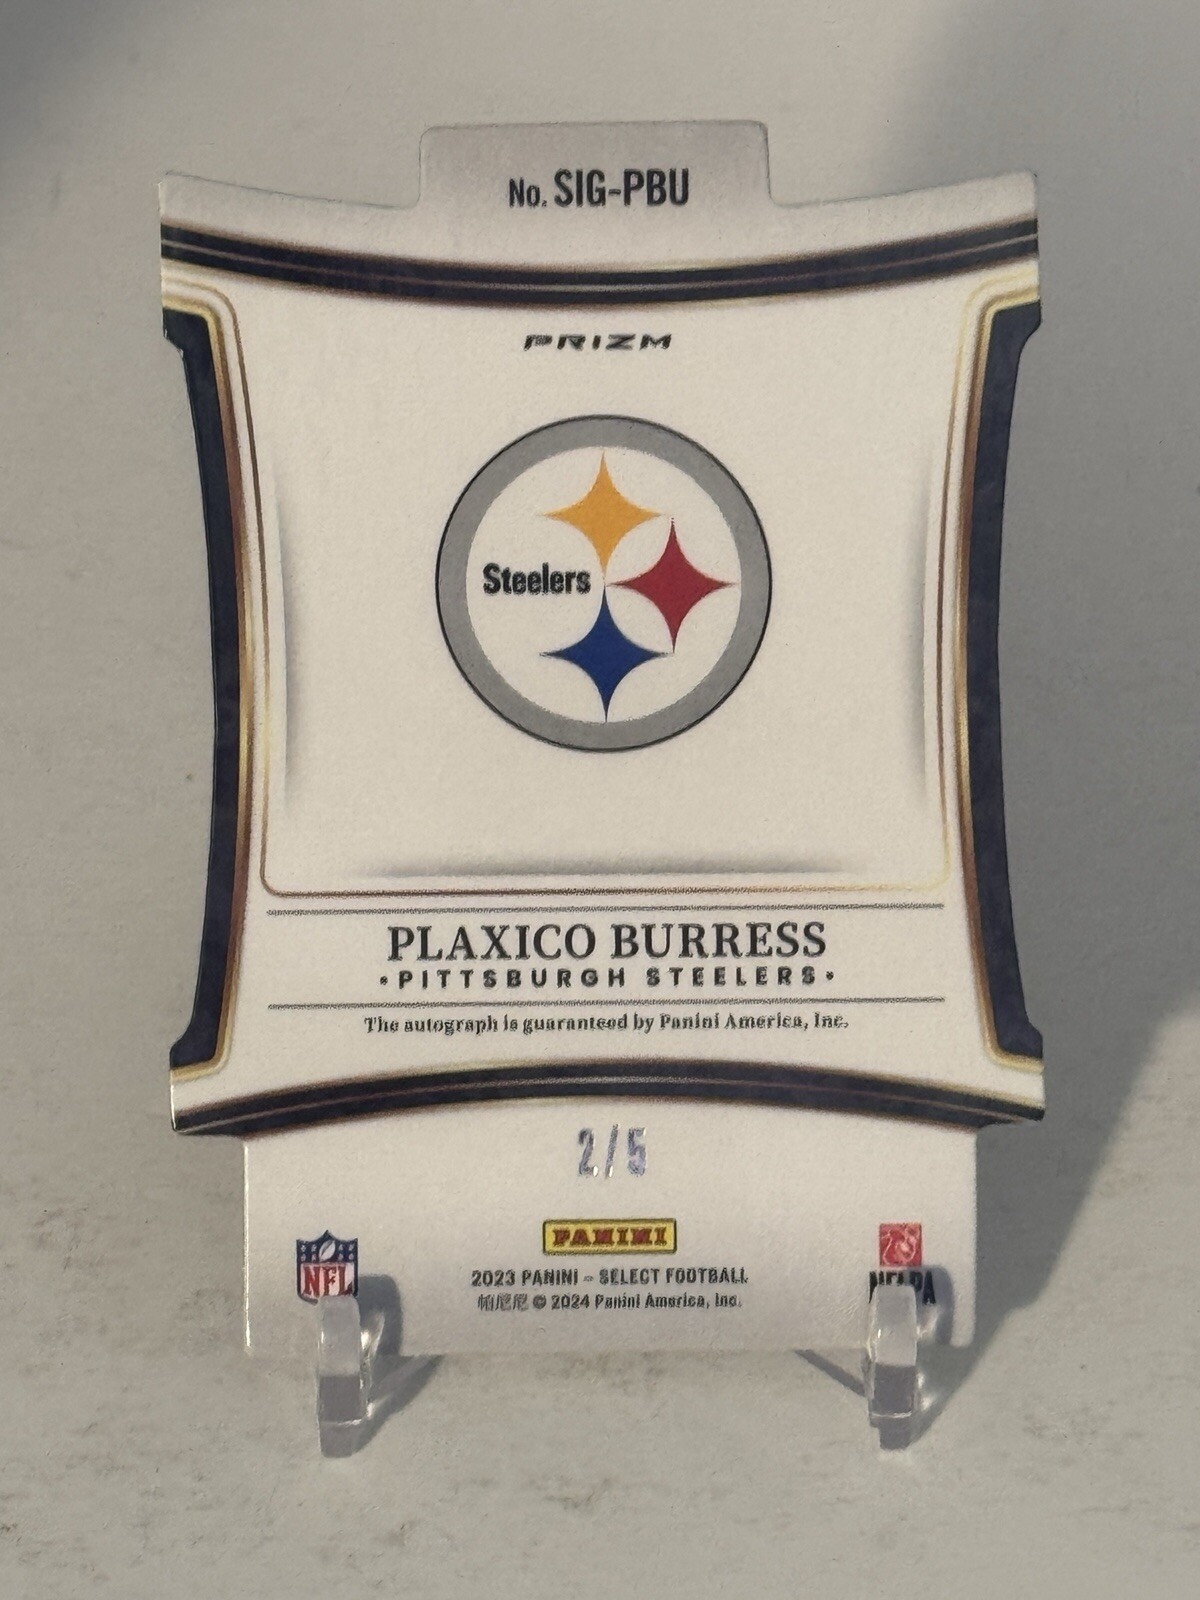 No. SIG-PBU
PRIZM
Steelers
PLAXICO BURRESS
•PITTSBURGH STEELERS•
The autograph is guaranteed by Panini America, Inc.
2/5
PANINI
NFL
NFLPA
2023 PANINI - SELECT FOOTBALL
帕尼尼 © 2024 Panini America, Inc.